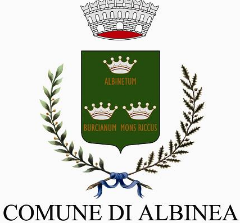 ALBINETUM
BURCIANUM MONS RICCUS
COMUNE DI ALBINEA